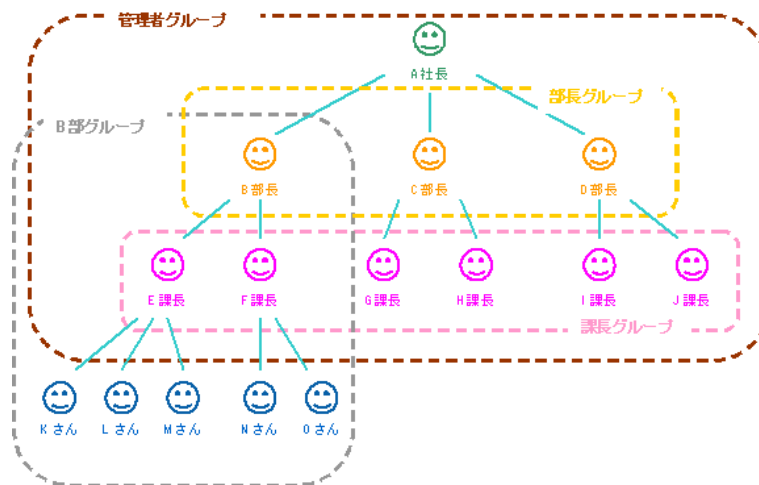 管理者グループ
A社長
部長グループ
B部グループ
B部長
C部長
D部長
E課長
F課長
G課長
H課長
I課長
J課長
課長グループ
Kさん
Lさん
Mさん
Nさん
Oさん